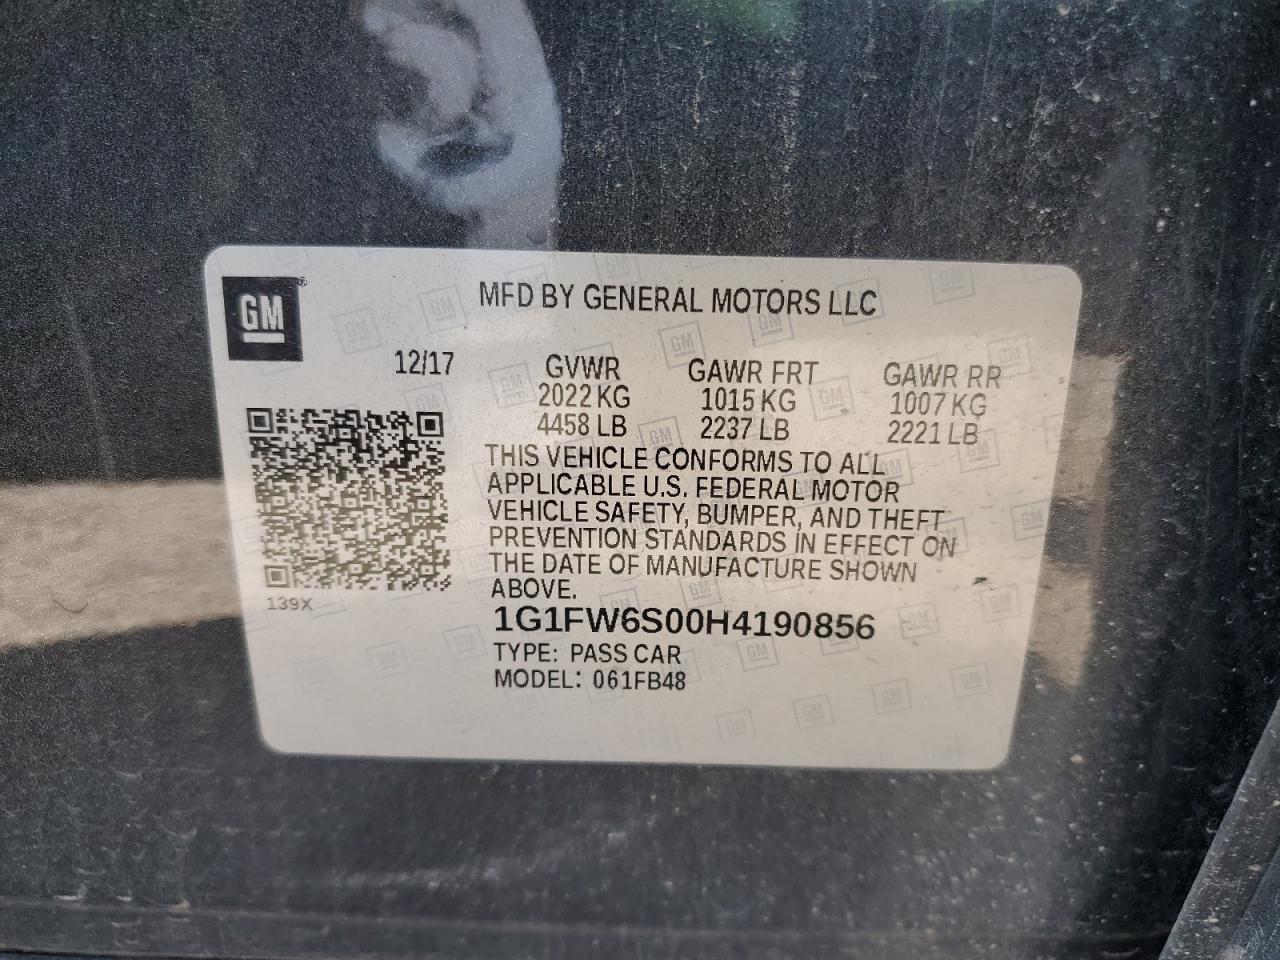 GM
MFD BY GENERAL MOTORS LLC
12/17 GVWR GAWR FRT GAWR RR
2022 KG 1015 KG 1007 KG
4458 LB 2237 LB 2221 LB
THIS VEHICLE CONFORMS TO ALL
APPLICABLE U.S. FEDERAL MOTOR
VEHICLE SAFETY, BUMPER, AND THEFT
PREVENTION STANDARDS IN EFFECT ON
THE DATE OF MANUFACTURE SHOWN
ABOVE.
139X
1G1FW6S00H4190856
TYPE: PASS CAR
MODEL: 061FB48